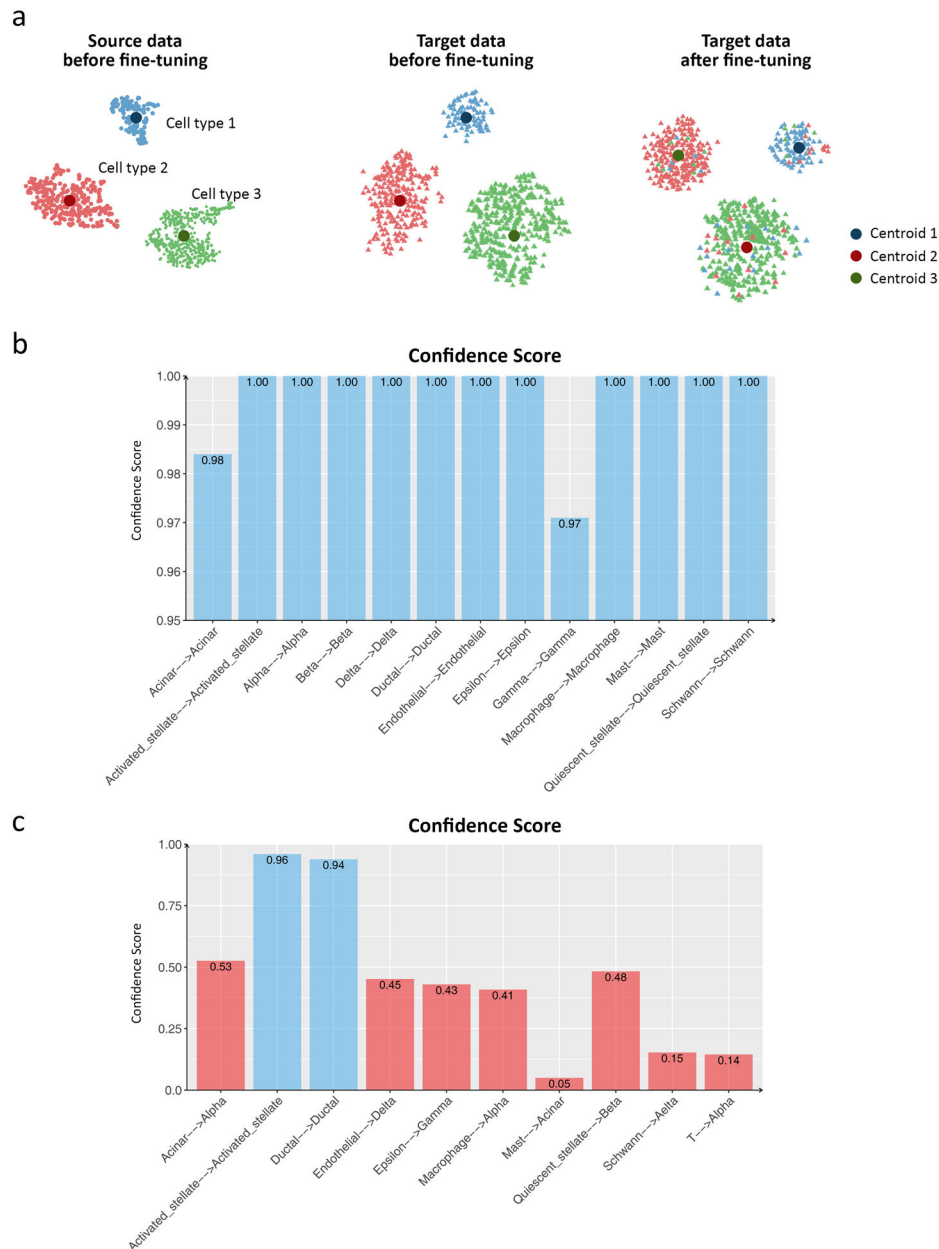 a
Source data
before fine-tuning
Target data
before fine-tuning
Target data
after fine-tuning
Cell type 1
Cell type 2
Cell type 3
Centroid 1
Centroid 2
Centroid 3
b
Confidence Score
Confidence Score
1.00
0.99
0.98
0.97
0.96
0.95
0.98
1.00
1.00
1.00
1.00
1.00
1.00
1.00
0.97
1.00
1.00
1.00
1.00
Acinar--->Acinar
Activated_stellate--->Activated_stellate
Alpha--->Alpha
Beta--->Beta
Delta--->Delta
Ductal--->Ductal
Endothelial--->Endothelial
Epsilon--->Epsilon
Gamma--->Gamma
Macrophage--->Macrophage
Mast--->Mast
Quiescent_stellate--->Quiescent_stellate
Schwann--->Schwann
c
Confidence Score
Confidence Score
1.00
0.75
0.50
0.25
0.0
0.53
0.96
0.94
0.45
0.43
0.41
0.05
0.48
0.15
0.14
Acinar--->Alpha
Activated_stellate--->Activated_stellate
Ductal--->Ductal
Endothelial--->Delta
Epsilon--->Gamma
Macrophage--->Alpha
Mast--->Acinar
Quiescent_stellate--->Beta
Schwann--->Aelta
T--->Alpha